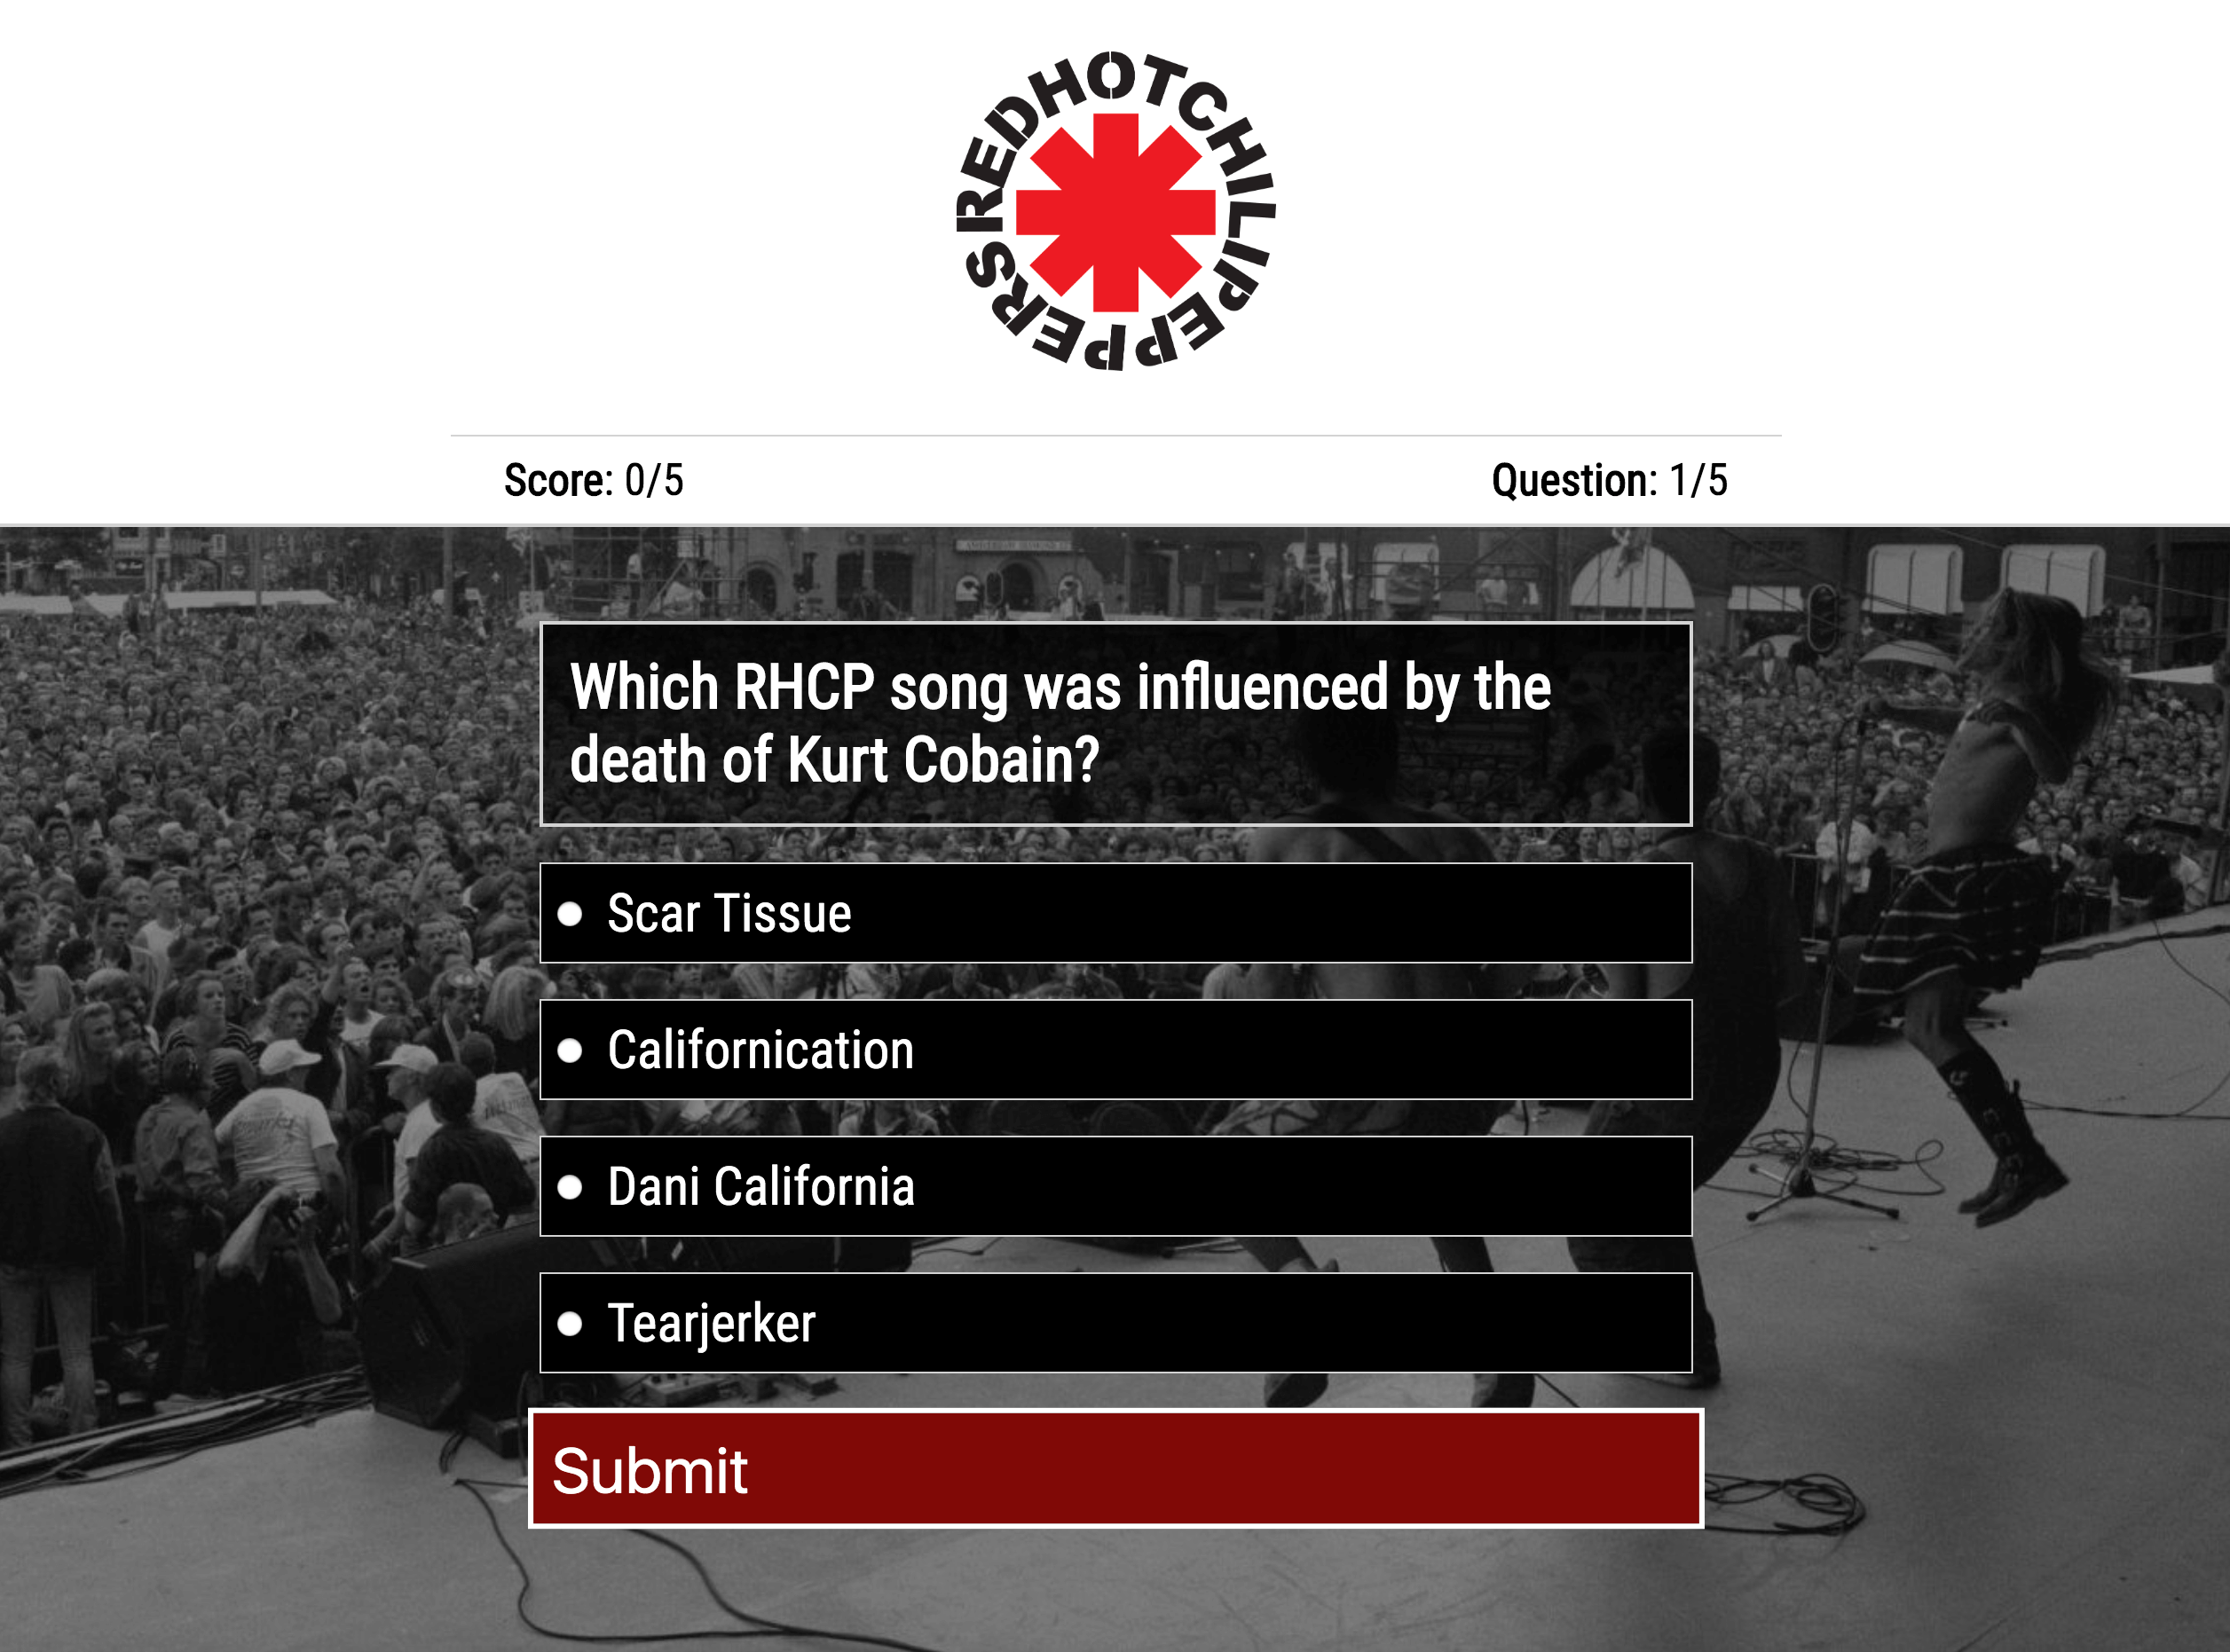 REDHOTCHILIPEPPERS
Score: 0/5
Question: 1/5
Which RHCP song was influenced by the
death of Kurt Cobain?
Scar Tissue
Californication
Dani California
Tearjerker
Submit